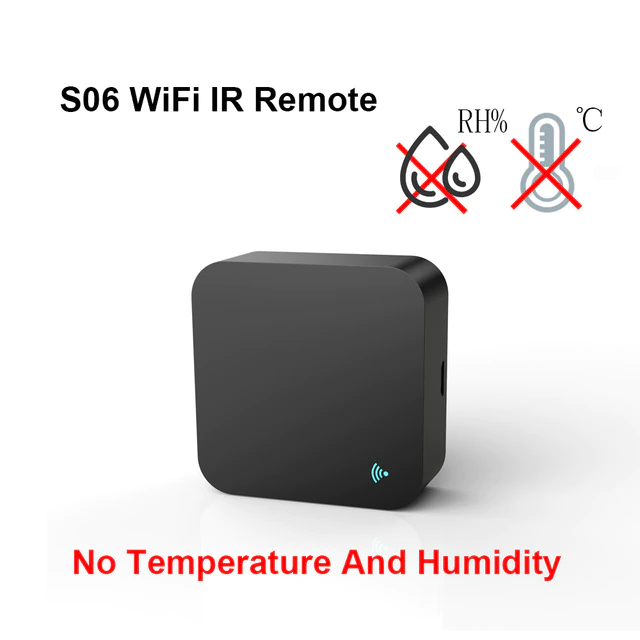 S06 WiFi IR Remote
RH% ℃
No Temperature And Humidity